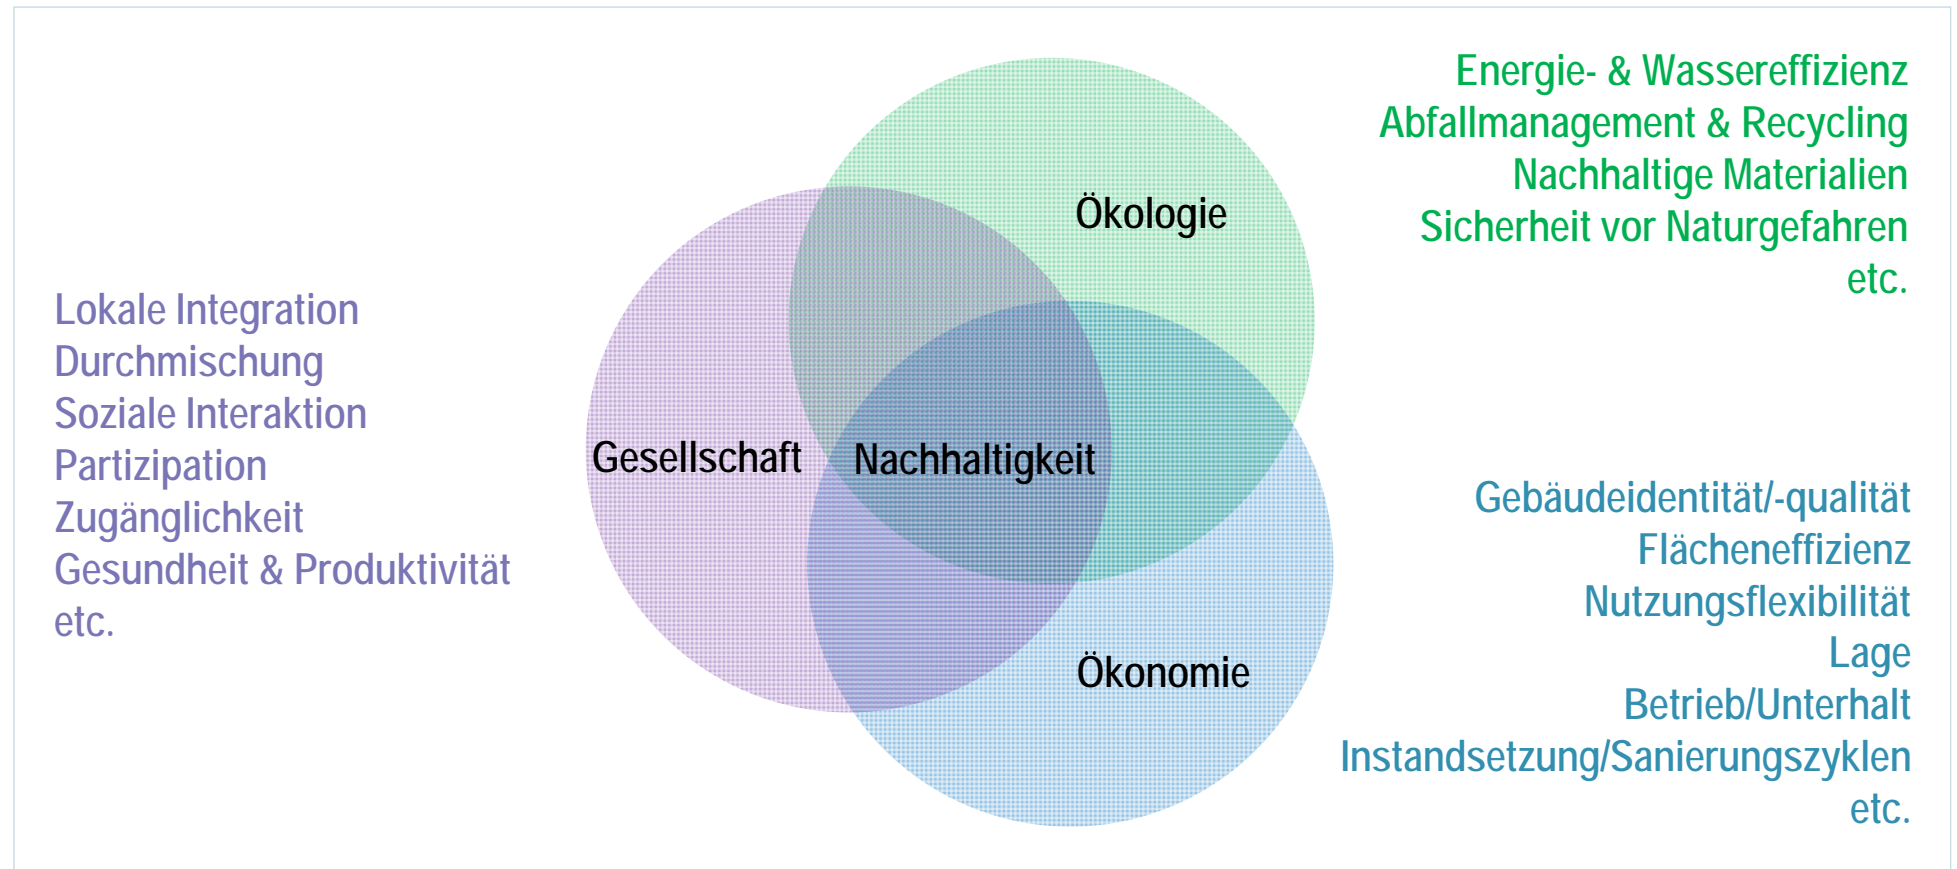 Lokale Integration
Durchmischung
Soziale Interaktion
Partizipation
Zugänglichkeit
Gesundheit & Produktivität
etc.
Ökologie
Gesellschaft
Nachhaltigkeit
Ökonomie
Energie- & Wassereffizienz
Abfallmanagement & Recycling
Nachhaltige Materialien
Sicherheit vor Naturgefahren
etc.
Gebäudeidentität/-qualität
Flächeneffizienz
Nutzungsflexibilität
Lage
Betrieb/Unterhalt
Instandsetzung/Sanierungszyklen
etc.